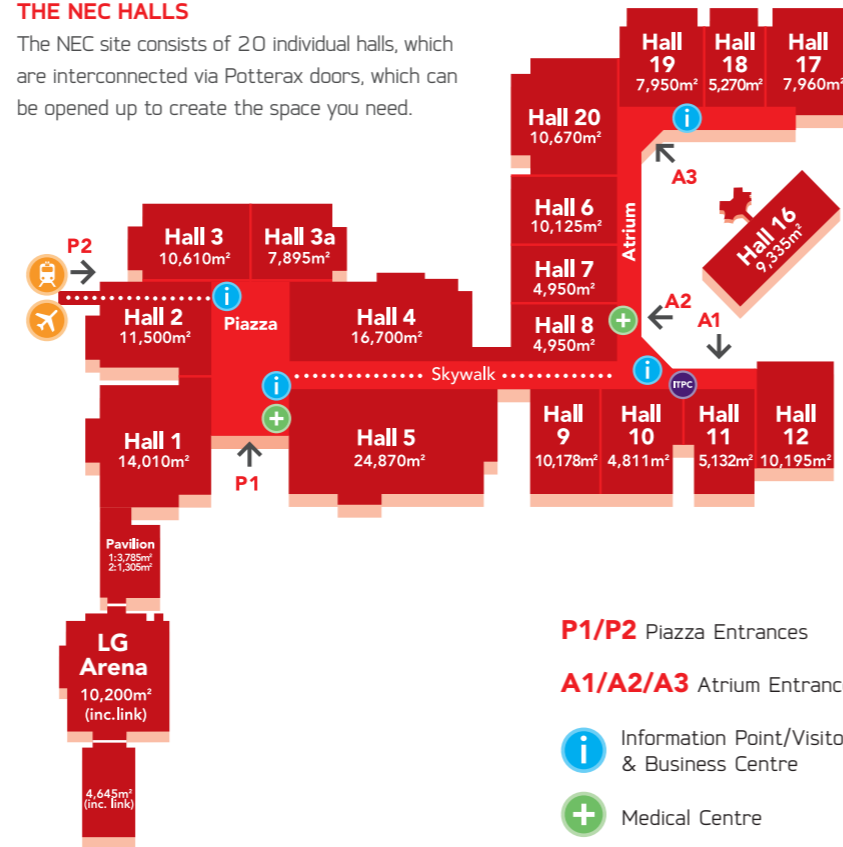 THE NEC HALLS
The NEC site consists of 20 individual halls, which
are interconnected via Potterax doors, which can
be opened up to create the space you need.
Hall
19
7,950m²
Hall
18
5,270m²
Hall
17
7,960m²
Hall 20
10,670m²
i
A3
Hall 6
10,125m²
Atrium
Hall 16
9,335m²
Hall 3
10,610m²
Hall 3a
7,895m²
P2
Hall 7
4,950m²
i
Hall 2
11,500m²
Piazza
Hall 4
16,700m²
Hall 8
4,950m²
A2
A1
i
Skywalk
i
ITPC
Hall 1
14,010m²
P1
Hall 5
24,870m²
Hall
9
10,178m²
Hall
10
4,811m²
Hall
11
5,132m²
Hall
12
10,195m²
Pavilion
1:3,785m²
2:1,305m²
LG
Arena
10,200m²
(inc.link)
4,645m²
(inc. link)
P1/P2 Piazza Entrances
A1/A2/A3 Atrium Entranc
i
Information Point/Visito
& Business Centre
Medical Centre